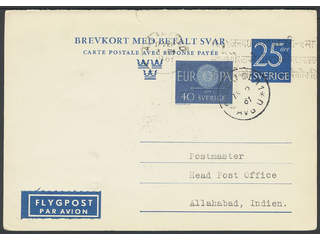 BREVKORT MED BETALT SVAR
CARTE POSTALE AVEC RÉPONSE PAYÉE
25 öre
SVERIGE
EUROPA
40 SVERIGE
61
Postmaster
Head Post Office
Allahabad, Indien.
FLYGPOST
PAR AVION